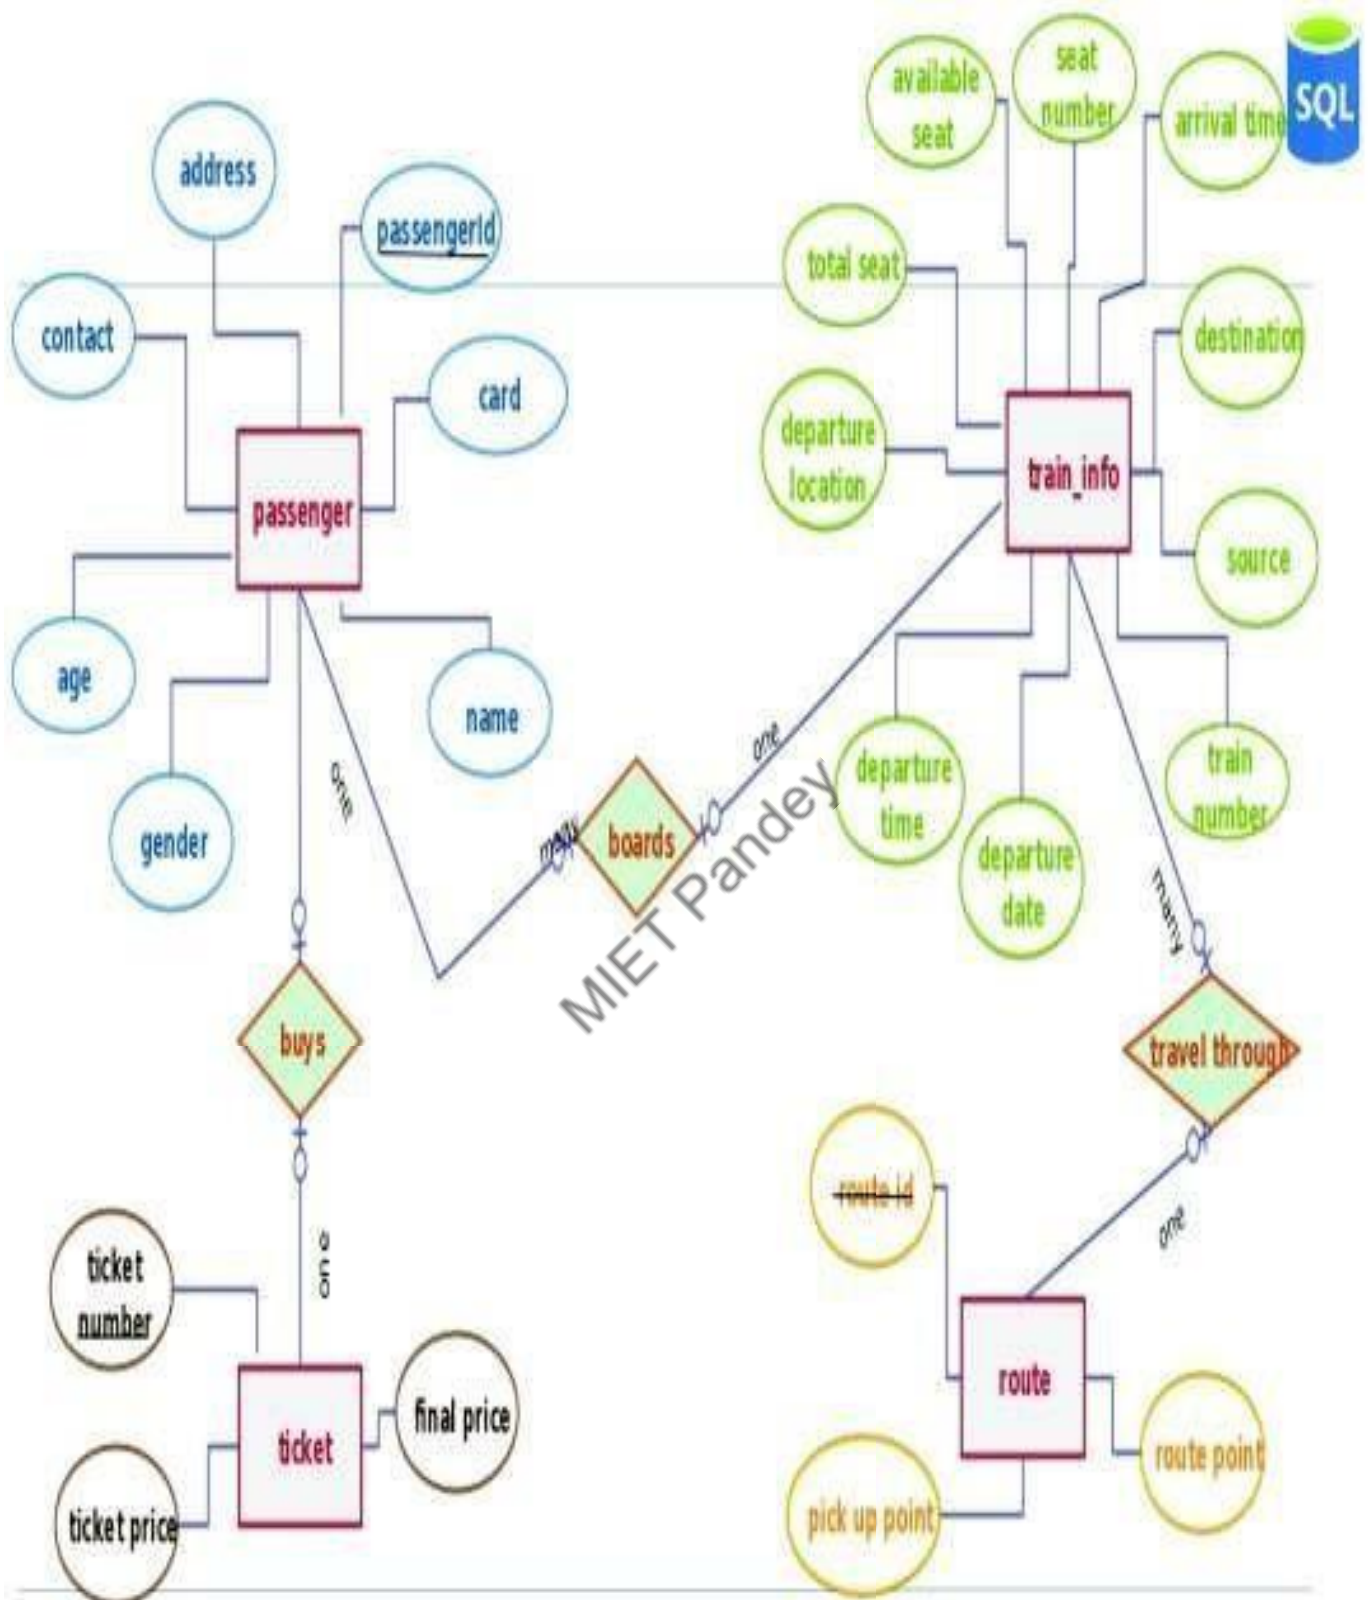 available
seat
seat
number
arrival time
SQL
address
passengerId
total seat
contact
destination
card
departure
location
passenger
train_info
source
age
name
one
one
many
boards
departure
time
train
number
gender
departure
date
many
MIET Pandey
buys
travel through
route id
one
one
ticket
number
route
final price
ticket
route point
ticket price
pick up point